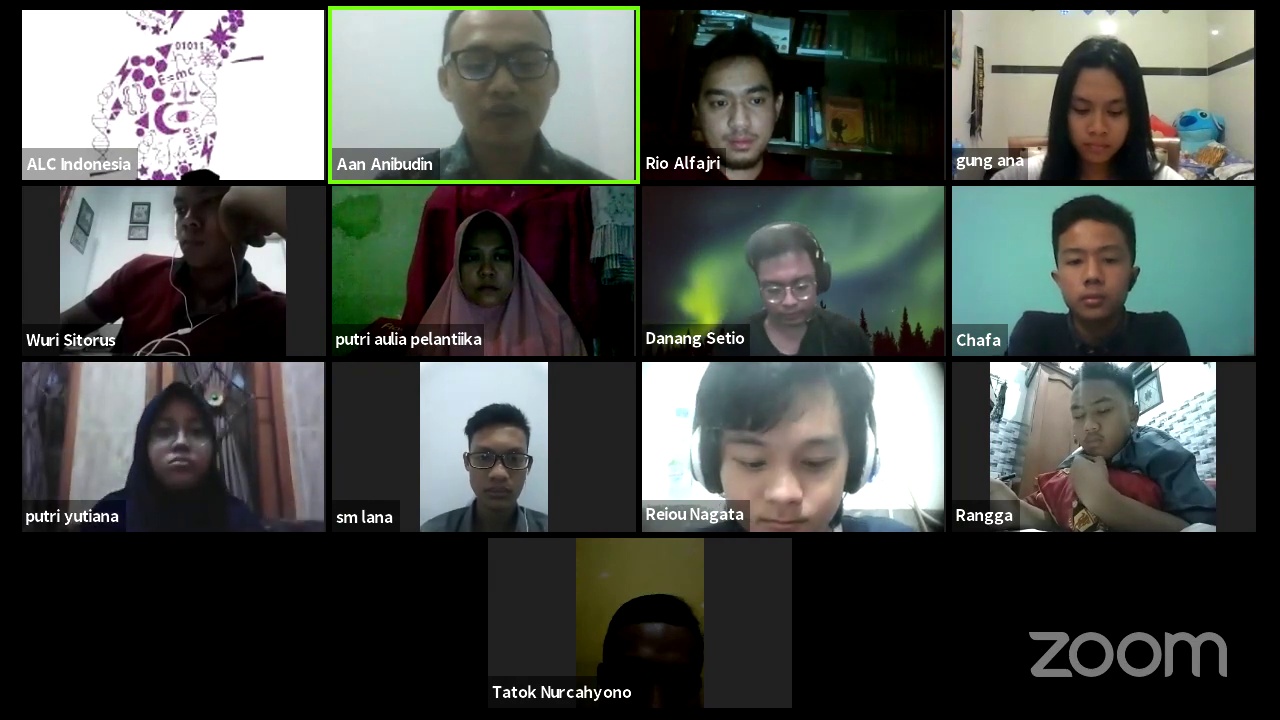 01011
E=mc
ALC Indonesia
Aan Anibudin
Rio Alfajri
gung ana
Wuri Sitorus
putri aulia pelantiika
Danang Setio
Chafa
putri yutiana
sm lana
Reiou Nagata
Rangga
Tatok Nurcahyono
zoom